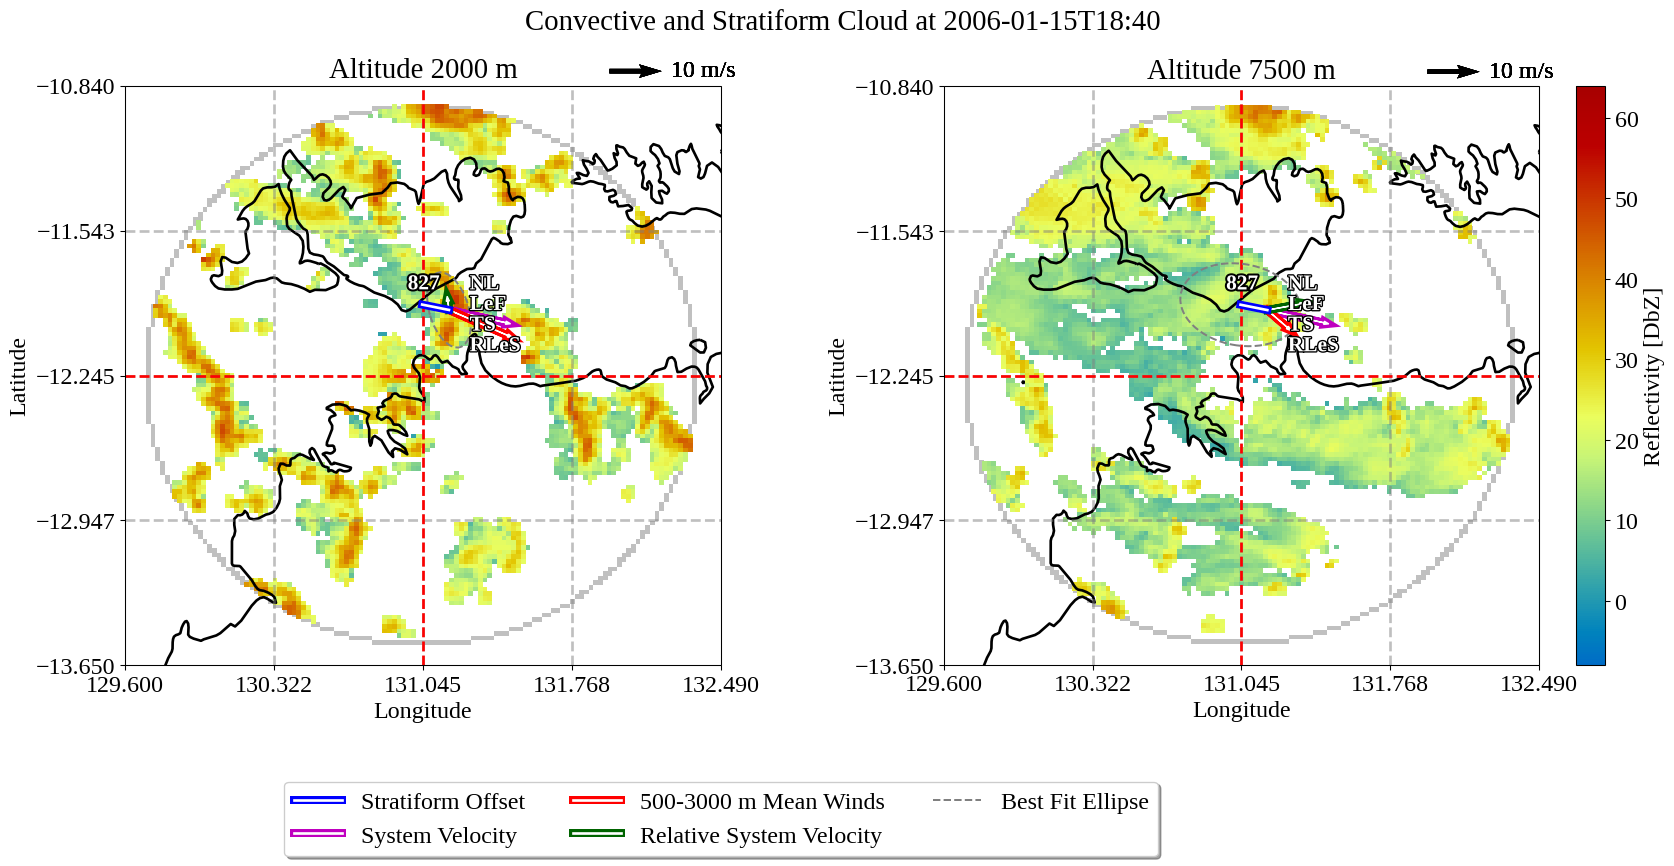 Convective and Stratiform Cloud at 2006-01-15T18:40
Altitude 2000 m
10 m/s
−10.840
−11.543
−12.245
−12.947
−13.650
129.600
130.322
131.045
131.768
132.490
Latitude
Longitude
827
NL
LeF
TS
RLeS
Altitude 7500 m
10 m/s
−10.840
−11.543
−12.245
−12.947
−13.650
129.600
130.322
131.045
131.768
132.490
Latitude
Longitude
827
NL
LeF
TS
RLeS
60
50
40
30
20
10
0
Reflectivity [DbZ]
Stratiform Offset
500-3000 m Mean Winds
Best Fit Ellipse
System Velocity
Relative System Velocity